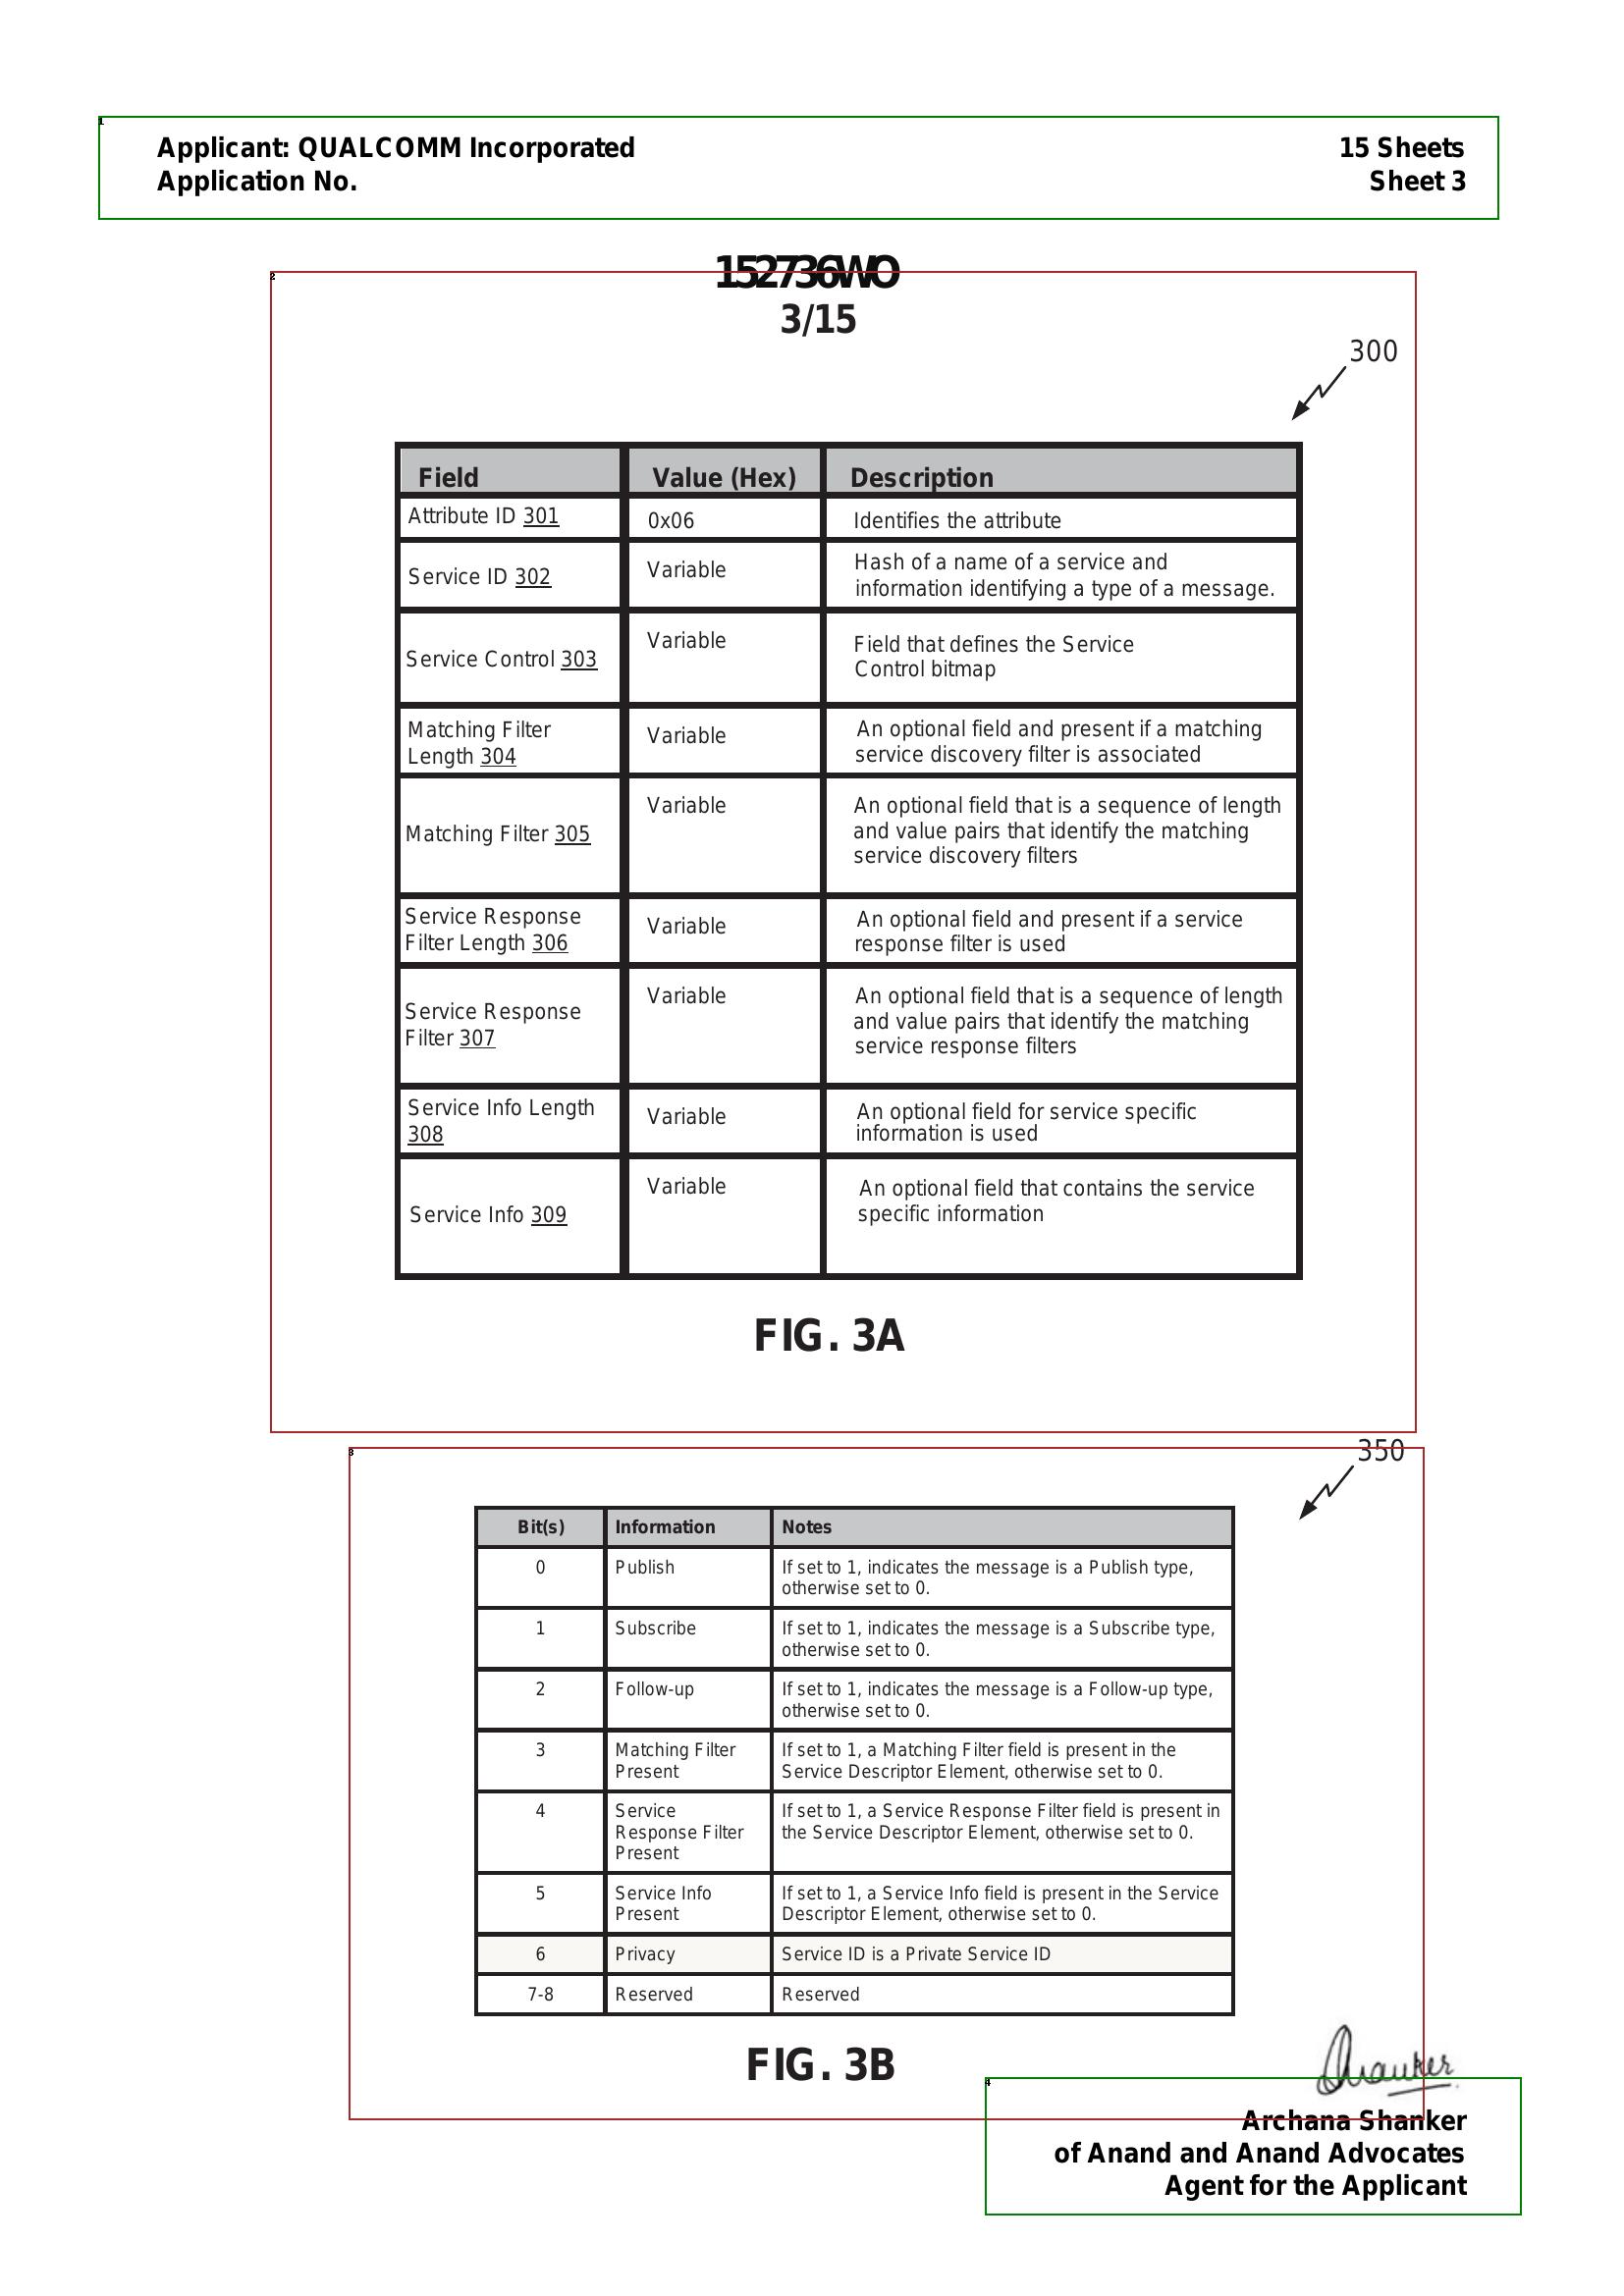 Applicant: QUALCOMM Incorporated 15 Sheets
Application No. Sheet 3
152736WO
3/15
300
Field Value (Hex) Description
Attribute ID 301 0x06 Identifies the attribute
Service ID 302 Variable Hash of a name of a service and
information identifying a type of a message.
Service Control 303 Variable Field that defines the Service
Control bitmap
Matching Filter
Length 304 Variable An optional field and present if a matching
service discovery filter is associated
Matching Filter 305 Variable An optional field that is a sequence of length
and value pairs that identify the matching
service discovery filters
Service Response
Filter Length 306 Variable An optional field and present if a service
response filter is used
Service Response
Filter 307 Variable An optional field that is a sequence of length
and value pairs that identify the matching
service response filters
Service Info Length
308 Variable An optional field for service specific
information is used
Service Info 309 Variable An optional field that contains the service
specific information
FIG. 3A
350
Bit(s) Information Notes
0 Publish If set to 1, indicates the message is a Publish type,
otherwise set to 0.
1 Subscribe If set to 1, indicates the message is a Subscribe type,
otherwise set to 0.
2 Follow-up If set to 1, indicates the message is a Follow-up type,
otherwise set to 0.
3 Matching Filter
Present If set to 1, a Matching Filter field is present in the
Service Descriptor Element, otherwise set to 0.
4 Service
Response Filter
Present If set to 1, a Service Response Filter field is present in
the Service Descriptor Element, otherwise set to 0.
5 Service Info
Present If set to 1, a Service Info field is present in the Service
Descriptor Element, otherwise set to 0.
6 Privacy Service ID is a Private Service ID
7-8 Reserved Reserved
FIG. 3B
Archana Shanker
of Anand and Anand Advocates
Agent for the Applicant